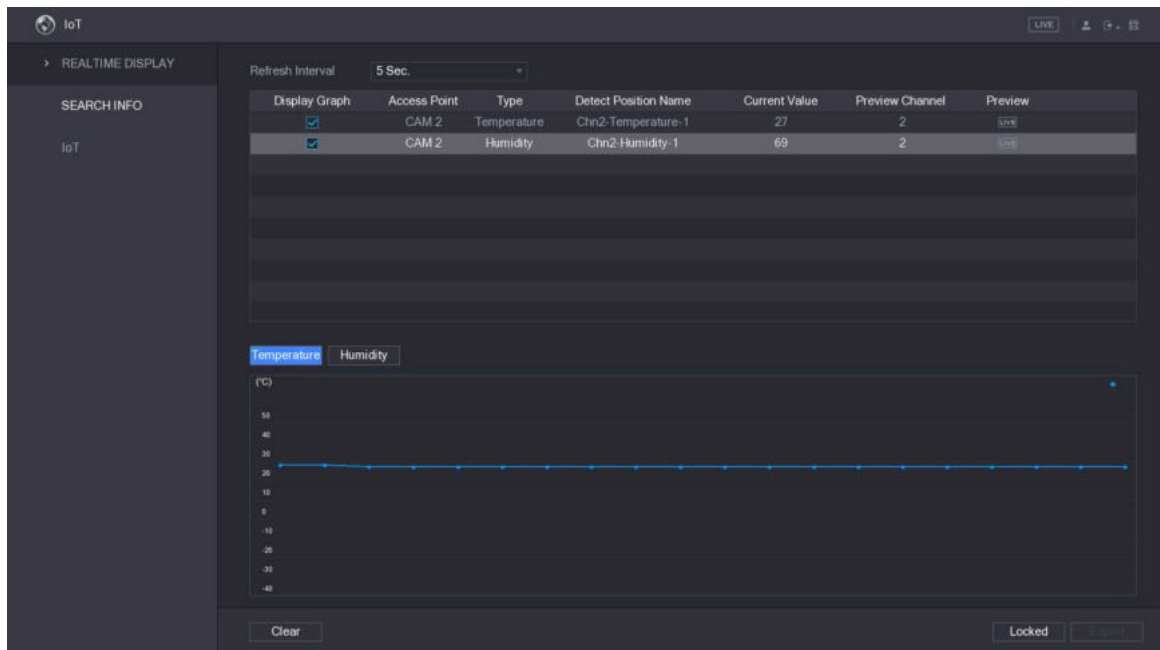 IoT LIVE
REALTIME DISPLAY
SEARCH INFO
IoT
Refresh Interval 5 Sec.
Display Graph Access Point Type Detect Position Name Current Value Preview Channel Preview
CAM 2 Temperature Chn2-Temperature-1 27 2 LIVE
CAM 2 Humidity Chn2-Humidity-1 69 2 LIVE
Temperature Humidity
(°C)
50
40
30
20
10
0
-10
-20
-30
-40
Clear Locked Export